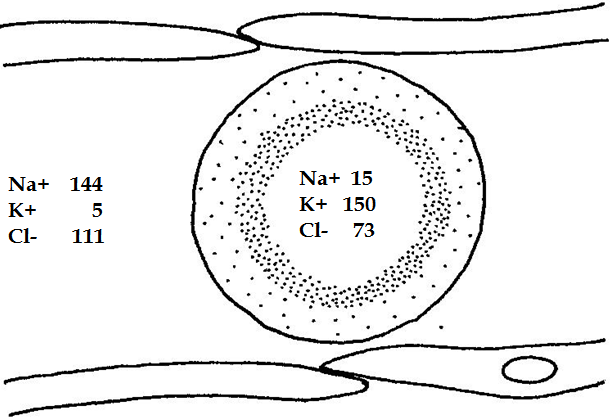 Na+ 144
K+ 5
Cl- 111
Na+ 15
K+ 150
Cl- 73